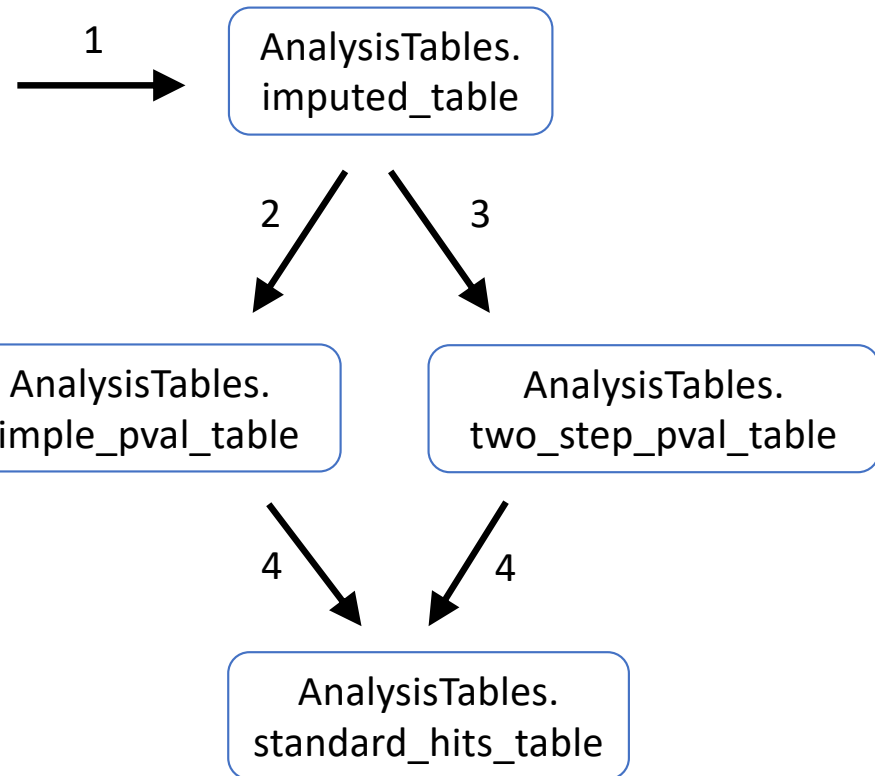 1
AnalysisTables.
imputed_table
2
3
AnalysisTables.
imple_pval_table
AnalysisTables.
two_step_pval_table
4
4
AnalysisTables.
standard_hits_table